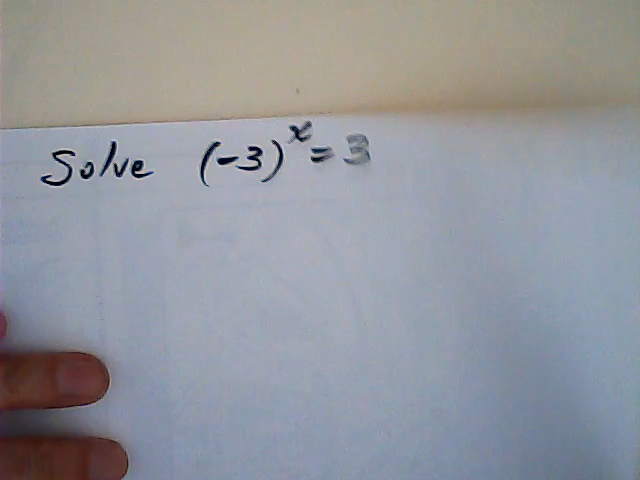 Solve (-3)^x = 3